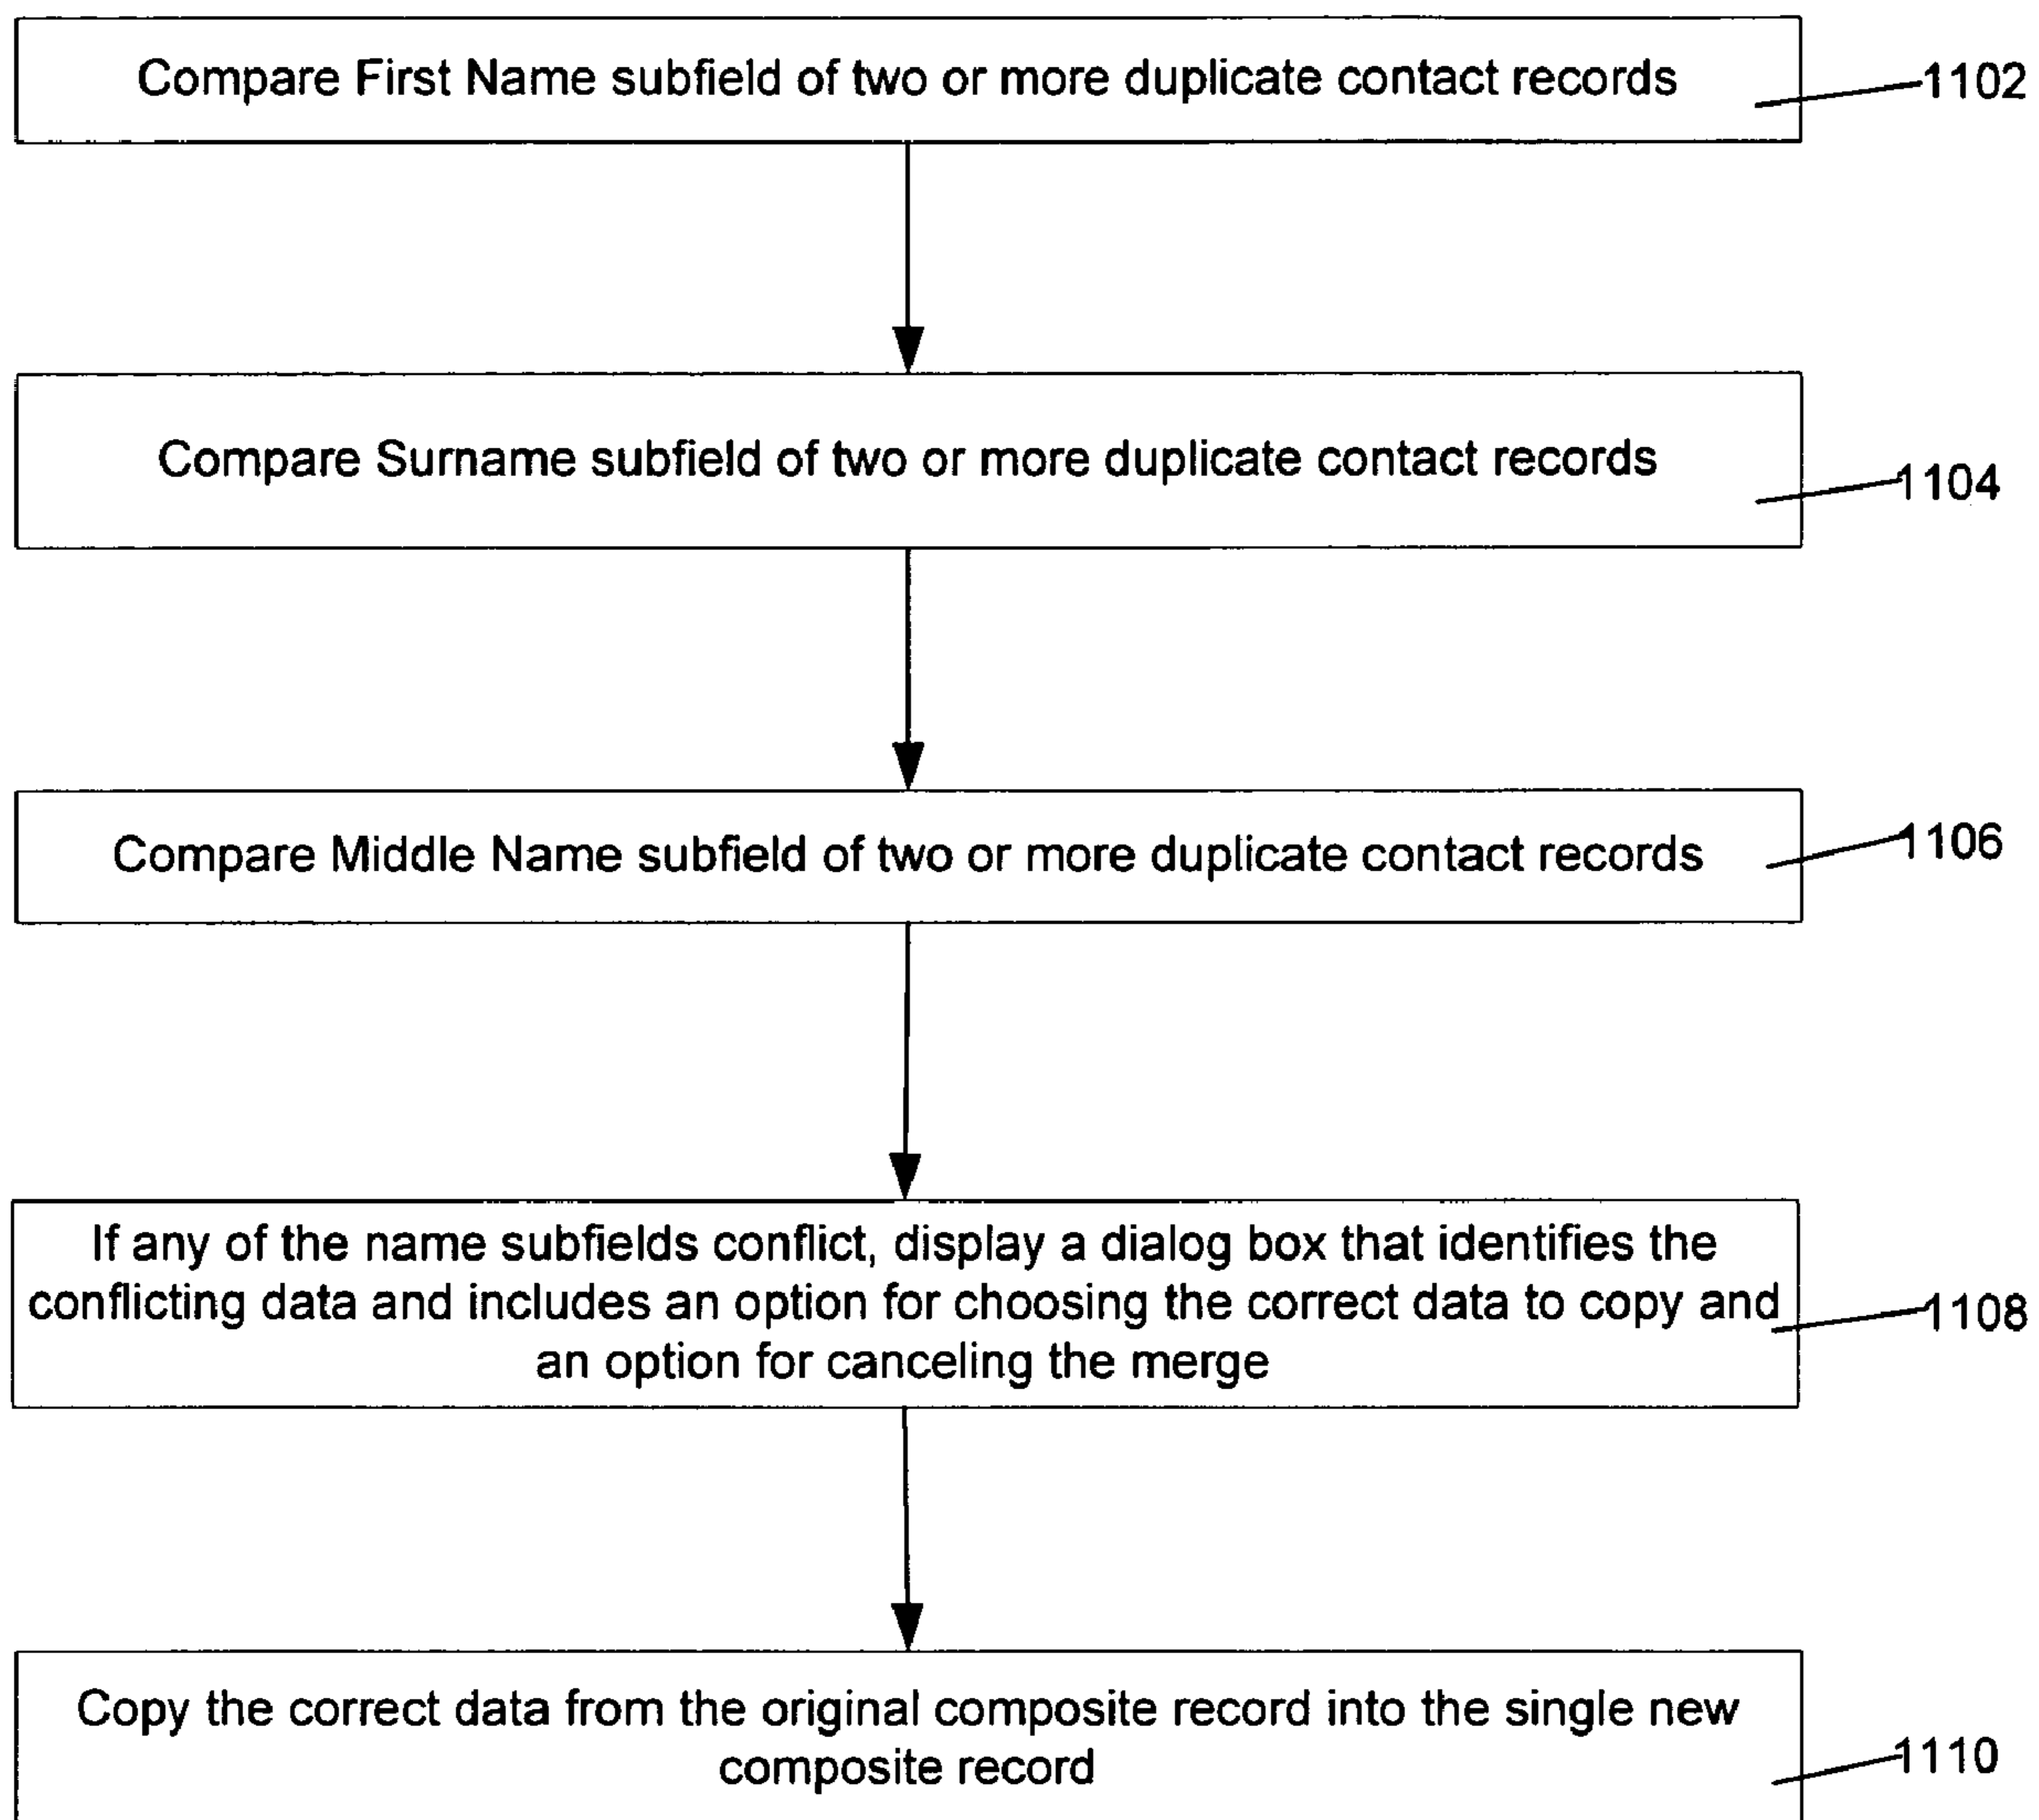 Compare First Name subfield of two or more duplicate contact records
1102
Compare Surname subfield of two or more duplicate contact records
1104
Compare Middle Name subfield of two or more duplicate contact records
1106
If any of the name subfields conflict, display a dialog box that identifies the
conflicting data and includes an option for choosing the correct data to copy and
an option for canceling the merge
1108
Copy the correct data from the original composite record into the single new
composite record
1110